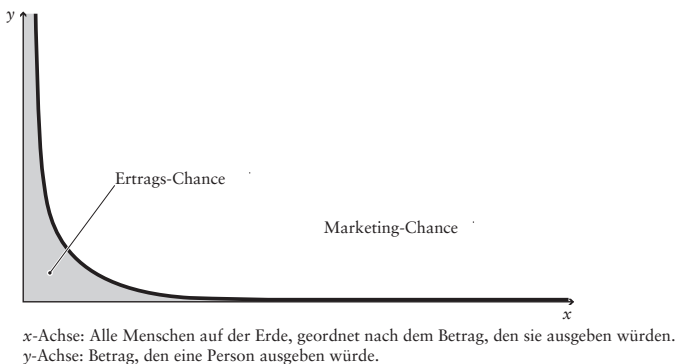 y
Ertrags-Chance
Marketing-Chance
x
x-Achse: Alle Menschen auf der Erde, geordnet nach dem Betrag, den sie ausgeben würden.
y-Achse: Betrag, den eine Person ausgeben würde.